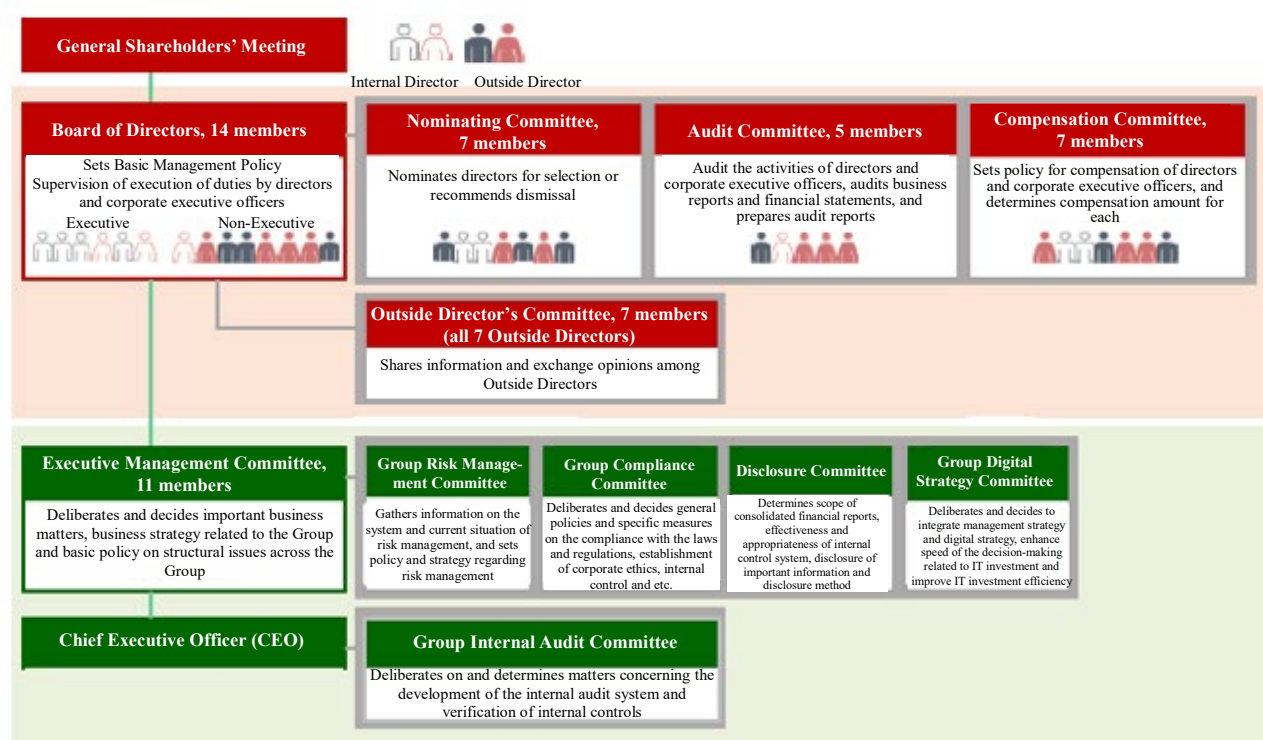 General Shareholders’ Meeting
Internal Director
Outside Director
Board of Directors, 14 members
Sets Basic Management Policy
Supervision of execution of duties by directors
and corporate executive officers
Executive
Non-Executive
Nominating Committee,
7 members
Nominates directors for selection or
recommends dismissal
Audit Committee, 5 members
Audit the activities of directors and
corporate executive officers, audits business
reports and financial statements, and
prepares audit reports
Compensation Committee,
7 members
Sets policy for compensation of directors
and corporate executive officers, and
determines compensation amount for
each
Outside Director’s Committee, 7 members
(all 7 Outside Directors)
Shares information and exchange opinions among
Outside Directors
Executive Management Committee,
11 members
Deliberates and decides important business
matters, business strategy related to the Group
and basic policy on structural issues across the
Group
Group Risk Manage-
ment Committee
Gathers information on the
system and current situation of
risk management, and sets
policy and strategy regarding
risk management
Group Compliance
Committee
Deliberates and decides general
policies and specific measures
on the compliance with the laws
and regulations, establishment
of corporate ethics, internal
control and etc.
Disclosure Committee
Determines scope of
consolidated financial reports,
effectiveness and
appropriateness of internal
control system, disclosure of
important information and
disclosure method
Group Digital
Strategy Committee
Deliberates and decides to
integrate management strategy
and digital strategy, enhance
speed of the decision-making
related to IT investment and
improve IT investment efficiency
Chief Executive Officer (CEO)
Group Internal Audit Committee
Deliberates on and determines matters concerning the
development of the internal audit system and
verification of internal controls